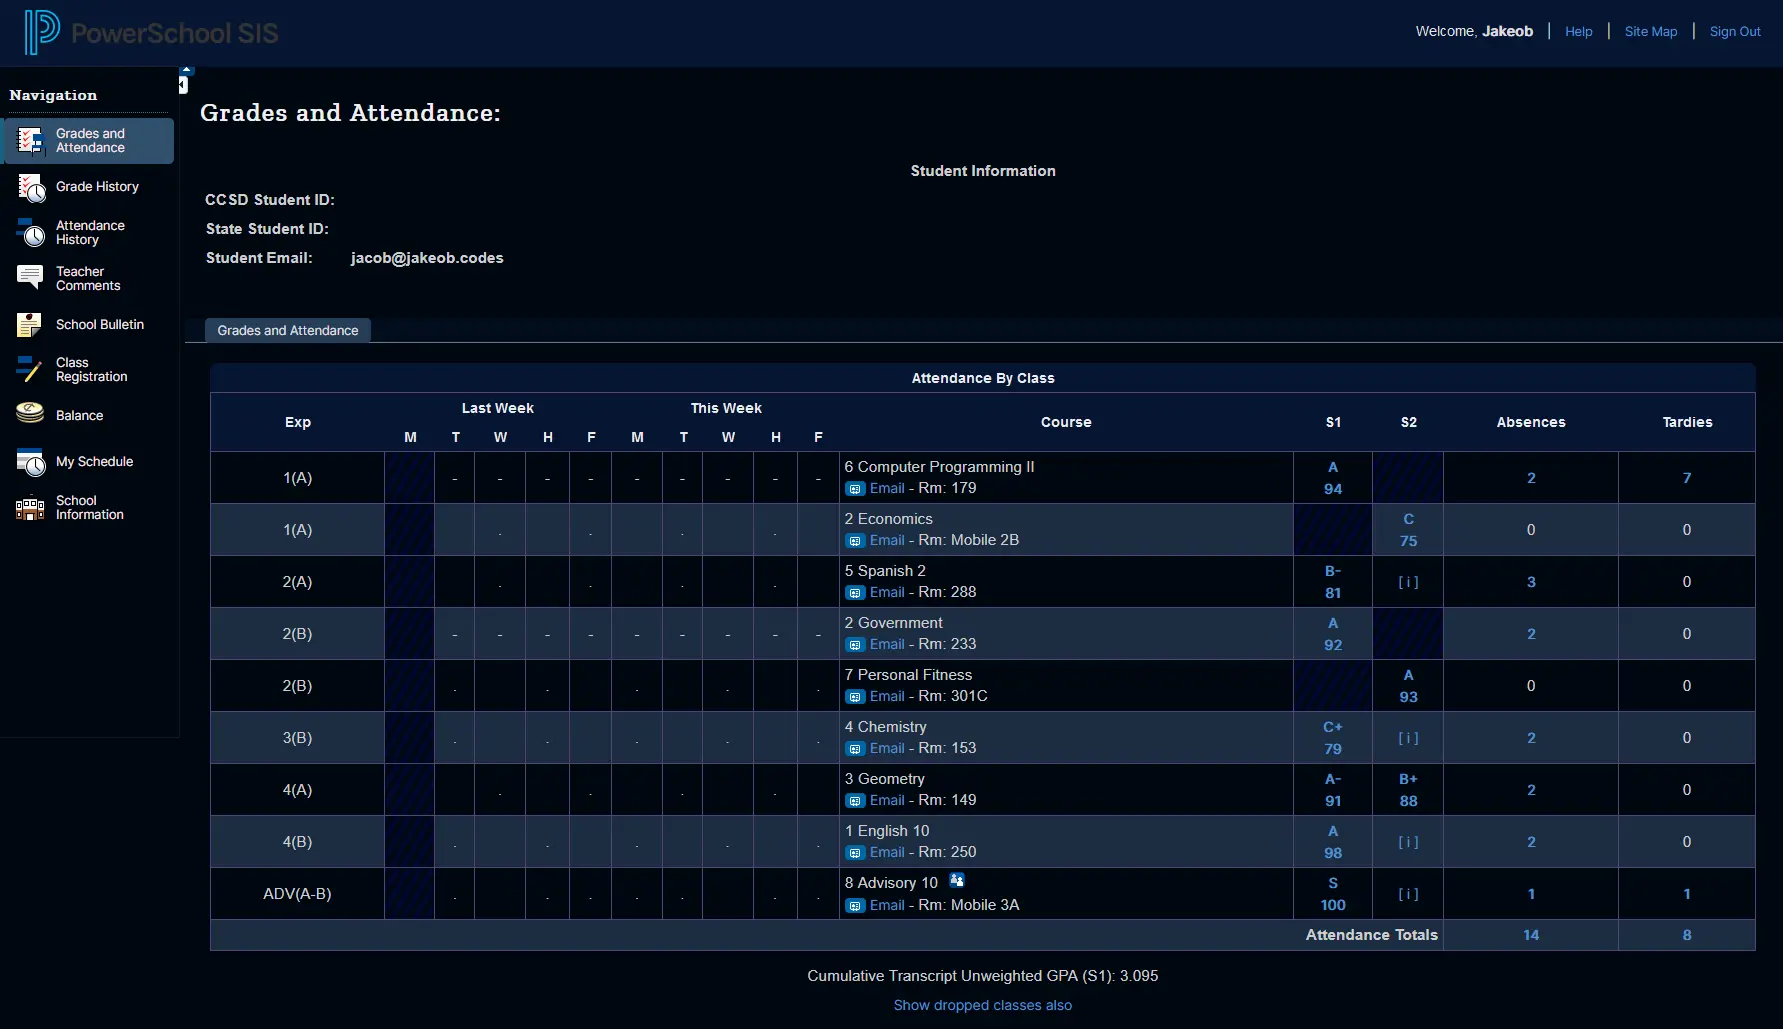 PowerSchool SIS
Welcome, Jakeob | Help | Site Map | Sign Out
Navigation
Grades and
Attendance
Grade History
Attendance
History
Teacher
Comments
School Bulletin
Class
Registration
Balance
My Schedule
School
Information
Grades and Attendance:
Student Information
CCSD Student ID:
State Student ID:
Student Email: jacob@jakeob.codes
Grades and Attendance
Attendance By Class
Exp Last Week This Week Course S1 S2 Absences Tardies
M T W H F M T W H F
1(A) - - - - - - - - - 6 Computer Programming II A 94 2 7
Email - Rm: 179
1(A) . . . . 2 Economics C 75 0 0
Email - Rm: Mobile 2B
2(A) . . . . 5 Spanish 2 B- 81 [ i ] 3 0
Email - Rm: 288
2(B) - - - - - - - - - 2 Government A 92 2 0
Email - Rm: 233
2(B) . . . . . 7 Personal Fitness A 93 0 0
Email - Rm: 301C
3(B) . . . . . 4 Chemistry C+ 79 [ i ] 2 0
Email - Rm: 153
4(A) . . . . 3 Geometry A- 91 B+ 88 2 0
Email - Rm: 149
4(B) . . . . . 1 English 10 A 98 [ i ] 2 0
Email - Rm: 250
ADV(A-B) . . . . . . . 8 Advisory 10 S 100 [ i ] 1 1
Email - Rm: Mobile 3A
Attendance Totals 14 8
Cumulative Transcript Unweighted GPA (S1): 3.095
Show dropped classes also